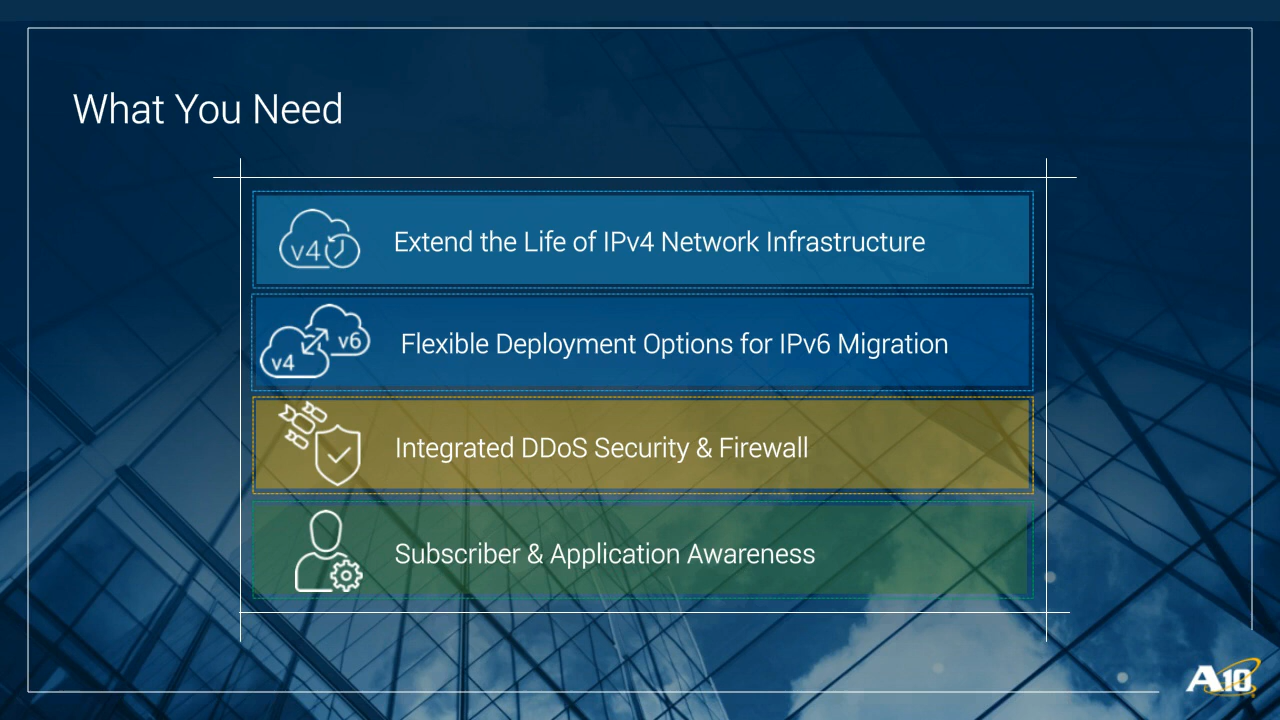 What You Need
v4
Extend the Life of IPv4 Network Infrastructure
v6
v4
Flexible Deployment Options for IPv6 Migration
Integrated DDoS Security & Firewall
Subscriber & Application Awareness
A10